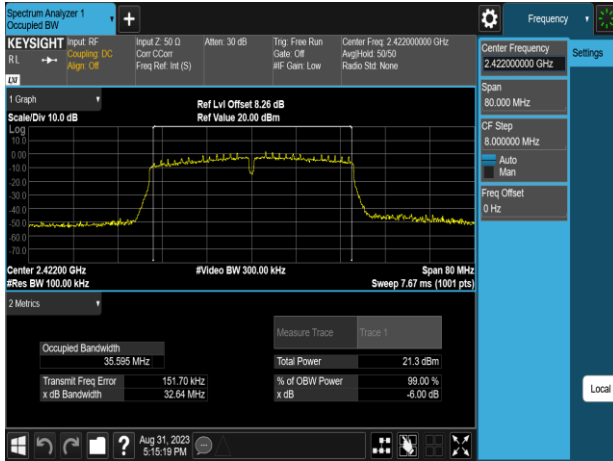 Spectrum Analyzer 1
Occupied BW
+
Frequency
KEYSIGHT
RL
LXI
Input: RF
Coupling: DC
Align: Off
Input Z: 50 Ω
Corr CCorr
Freq Ref: Int (S)
Atten: 30 dB
Trig: Free Run
Gate: Off
#IF Gain: Low
Center Freq: 2.422000000 GHz
Avg|Hold: 50/50
Radio Std: None
Center Frequency
2.422000000 GHz
Settings
Span
80.000 MHz
CF Step
8.000000 MHz
Auto
Man
Freq Offset
0 Hz
Local
1 Graph
Scale/Div 10.0 dB
Ref Lvl Offset 8.26 dB
Ref Value 20.00 dBm
Log
10.0
0.00
-10.0
-20.0
-30.0
-40.0
-50.0
-60.0
-70.0
Center 2.42200 GHz
#Video BW 300.00 kHz
Span 80 MHz
#Res BW 100.00 kHz
Sweep 7.67 ms (1001 pts)
2 Metrics
Measure Trace
Trace 1
Occupied Bandwidth
35.595 MHz
Total Power
21.3 dBm
Transmit Freq Error
151.70 kHz
% of OBW Power
99.00 %
x dB Bandwidth
32.64 MHz
x dB
-6.00 dB
?
Aug 31, 2023
5:15:19 PM